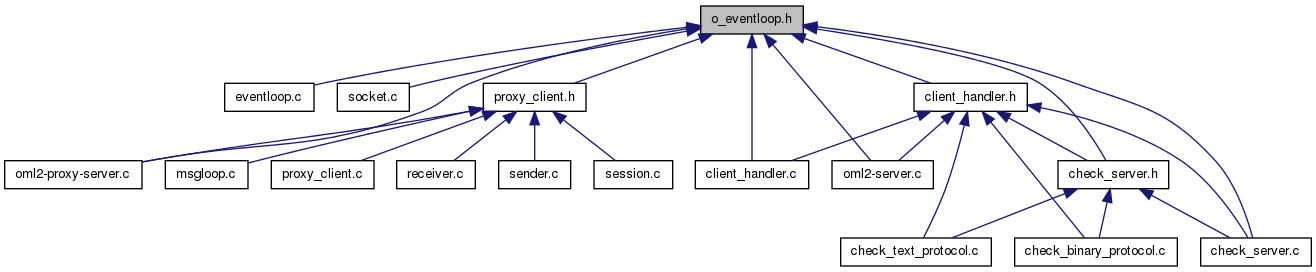 o_eventloop.h
eventloop.c
socket.c
proxy_client.h
client_handler.h
oml2-proxy-server.c
msgloop.c
proxy_client.c
receiver.c
sender.c
session.c
client_handler.c
oml2-server.c
check_server.h
check_text_protocol.c
check_binary_protocol.c
check_server.c